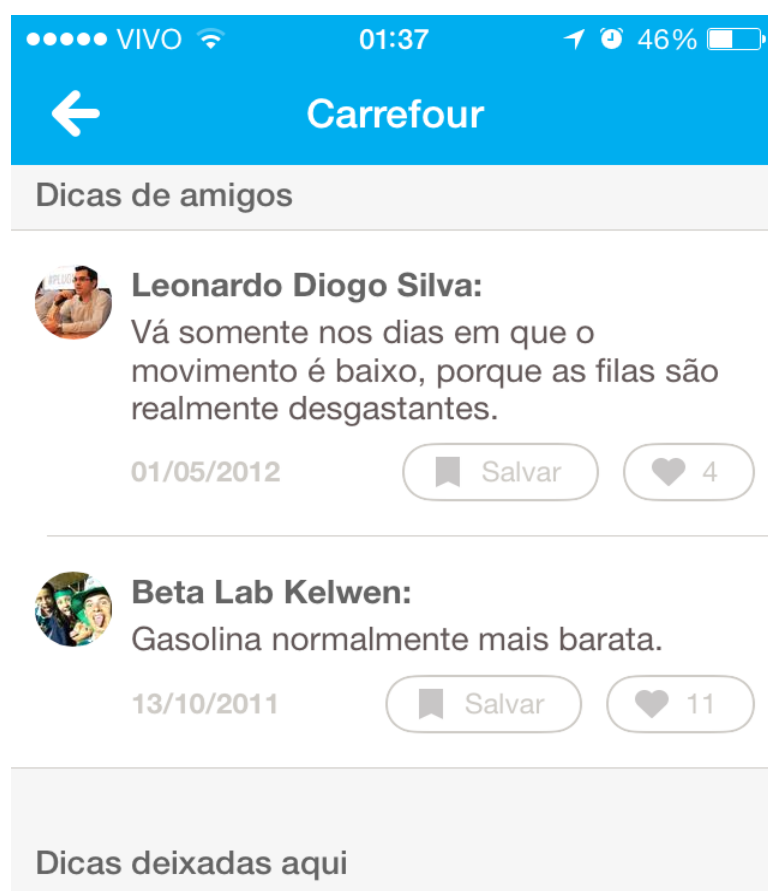 VIVO 01:37 46%
Carrefour
Dicas de amigos
Leonardo Diogo Silva:
Vá somente nos dias em que o
movimento é baixo, porque as filas são
realmente desgastantes.
01/05/2012 Salvar 4
Beta Lab Kelwen:
Gasolina normalmente mais barata.
13/10/2011 Salvar 11
Dicas deixadas aqui